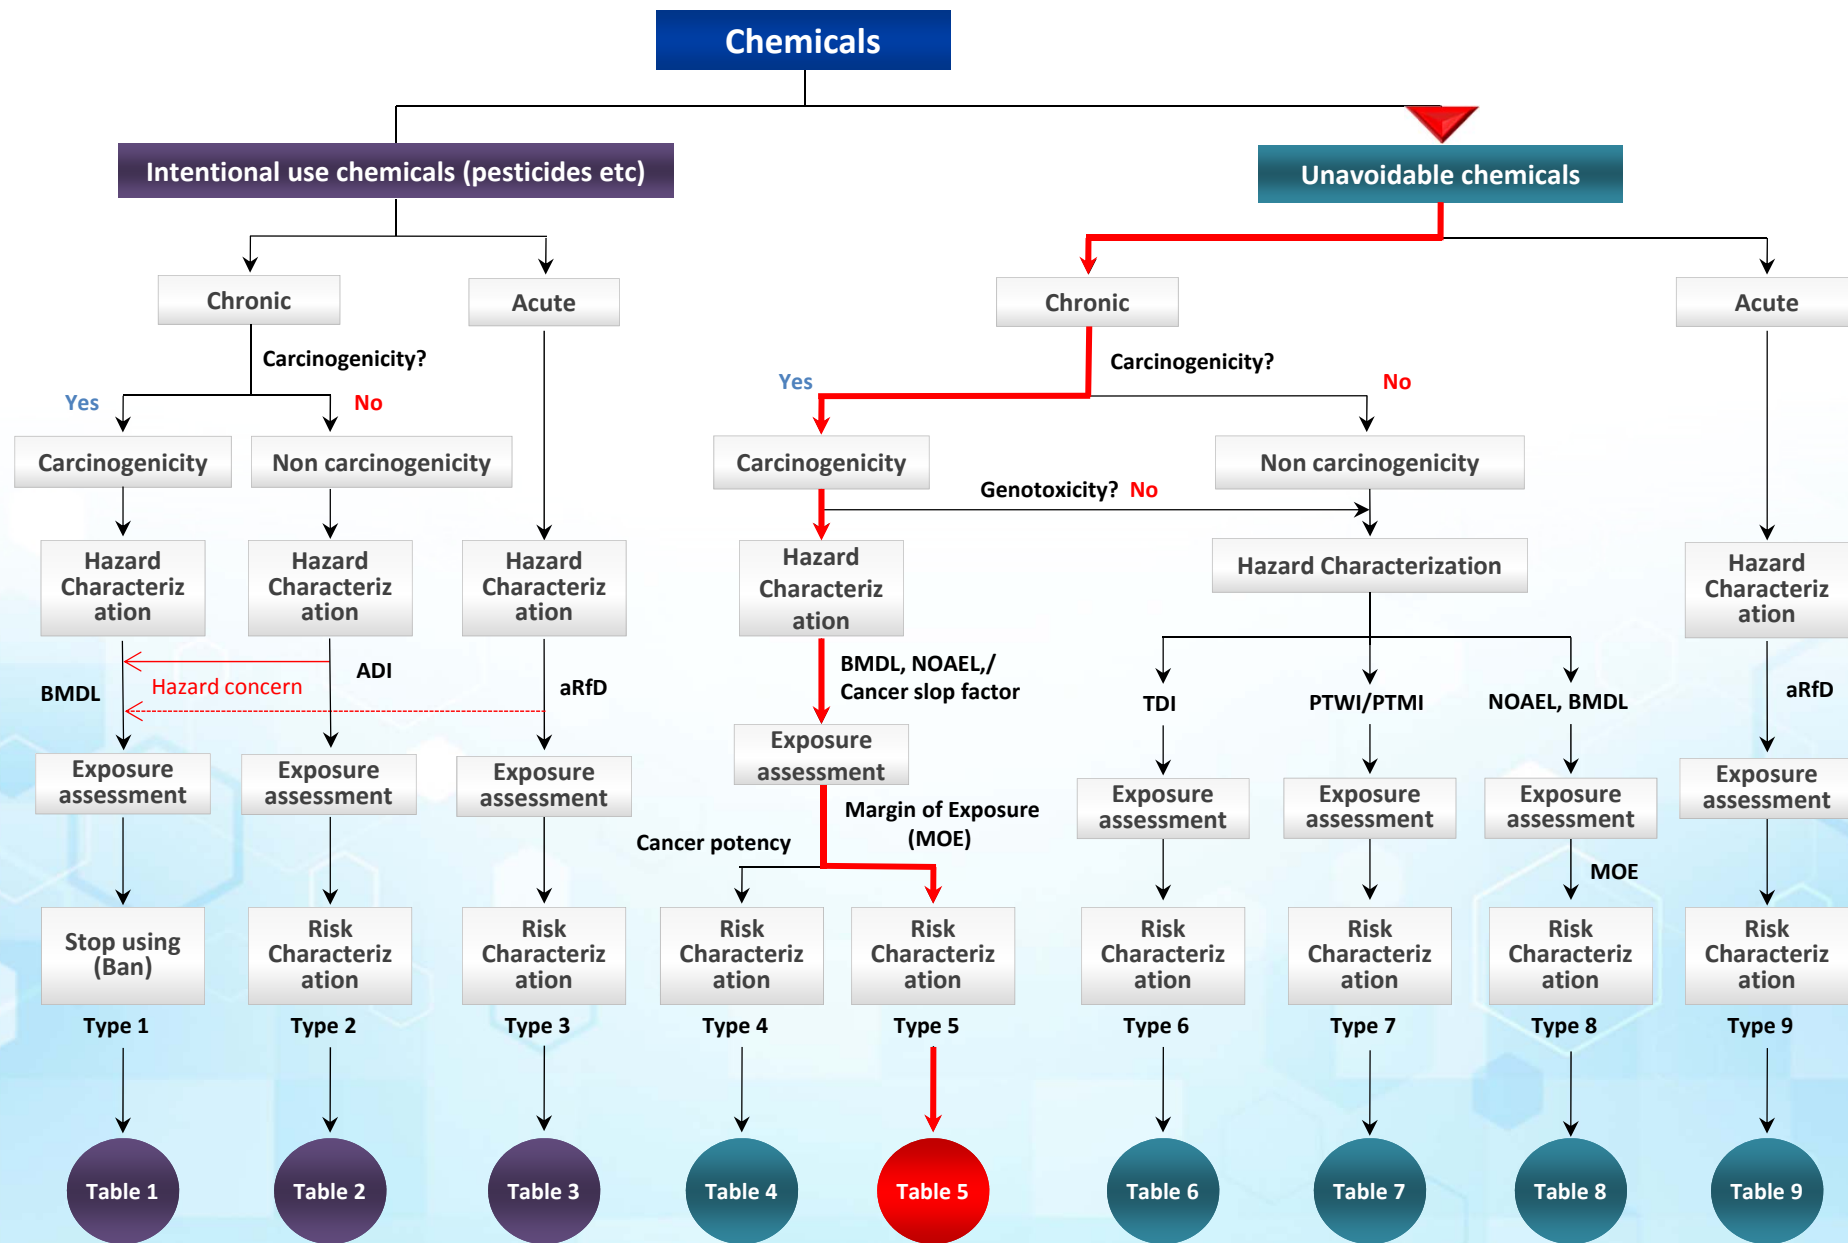 Chemicals
Intentional use chemicals (pesticides etc)
Unavoidable chemicals
Chronic
Acute
Chronic
Acute
Carcinogenicity?
Carcinogenicity?
Yes
No
Yes
No
Carcinogenicity
Non carcinogenicity
Carcinogenicity
Non carcinogenicity
Genotoxicity? No
Hazard
Characteriz
ation
Hazard
Characteriz
ation
Hazard
Characteriz
ation
Hazard
Characteriz
ation
Hazard Characterization
Hazard
Characteriz
ation
BMDL
Hazard concern
ADI
aRfD
BMDL, NOAEL,/
Cancer slop factor
TDI
PTWI/PTMI
NOAEL, BMDL
aRfD
Exposure
assessment
Exposure
assessment
Exposure
assessment
Exposure
assessment
Exposure
assessment
Exposure
assessment
Exposure
assessment
Exposure
assessment
Cancer potency
Margin of Exposure
(MOE)
MOE
Stop using
(Ban)
Risk
Characteriz
ation
Risk
Characteriz
ation
Risk
Characteriz
ation
Risk
Characteriz
ation
Risk
Characteriz
ation
Risk
Characteriz
ation
Risk
Characteriz
ation
Risk
Characteriz
ation
Type 1
Type 2
Type 3
Type 4
Type 5
Type 6
Type 7
Type 8
Type 9
Table 1
Table 2
Table 3
Table 4
Table 5
Table 6
Table 7
Table 8
Table 9